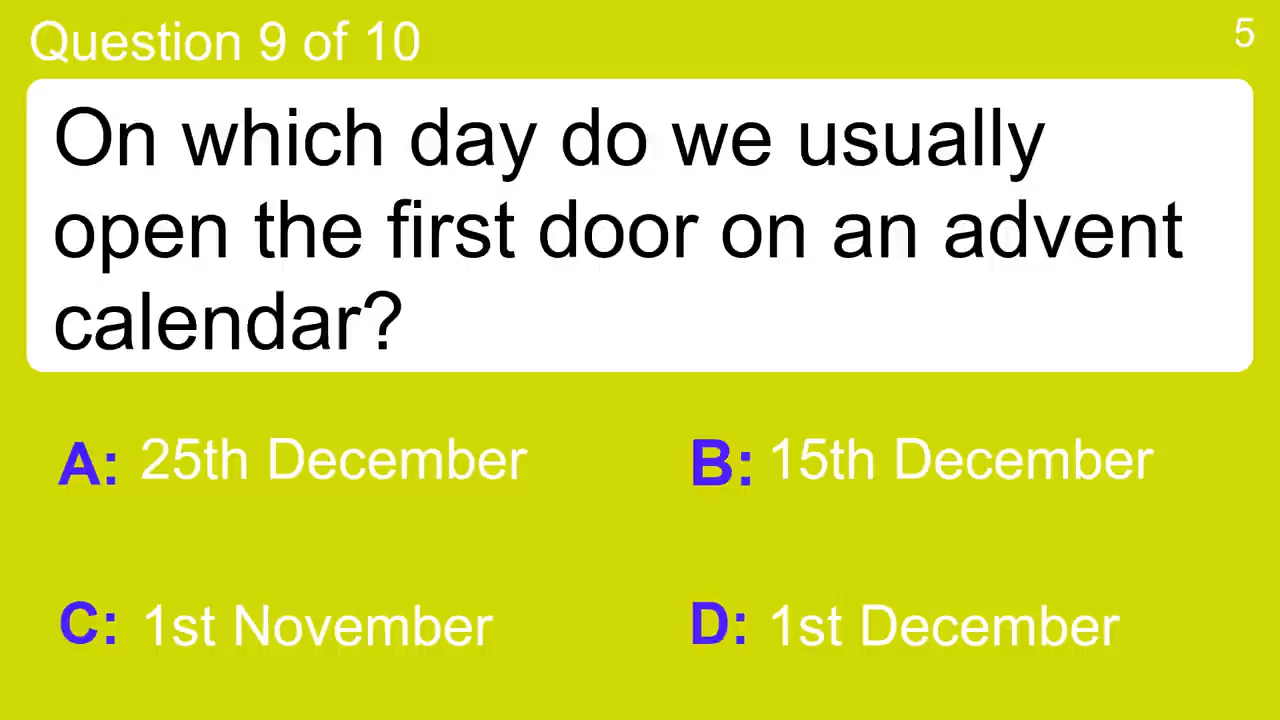 Question 9 of 10
5
On which day do we usually
open the first door on an advent
calendar?
A: 25th December
B: 15th December
C: 1st November
D: 1st December